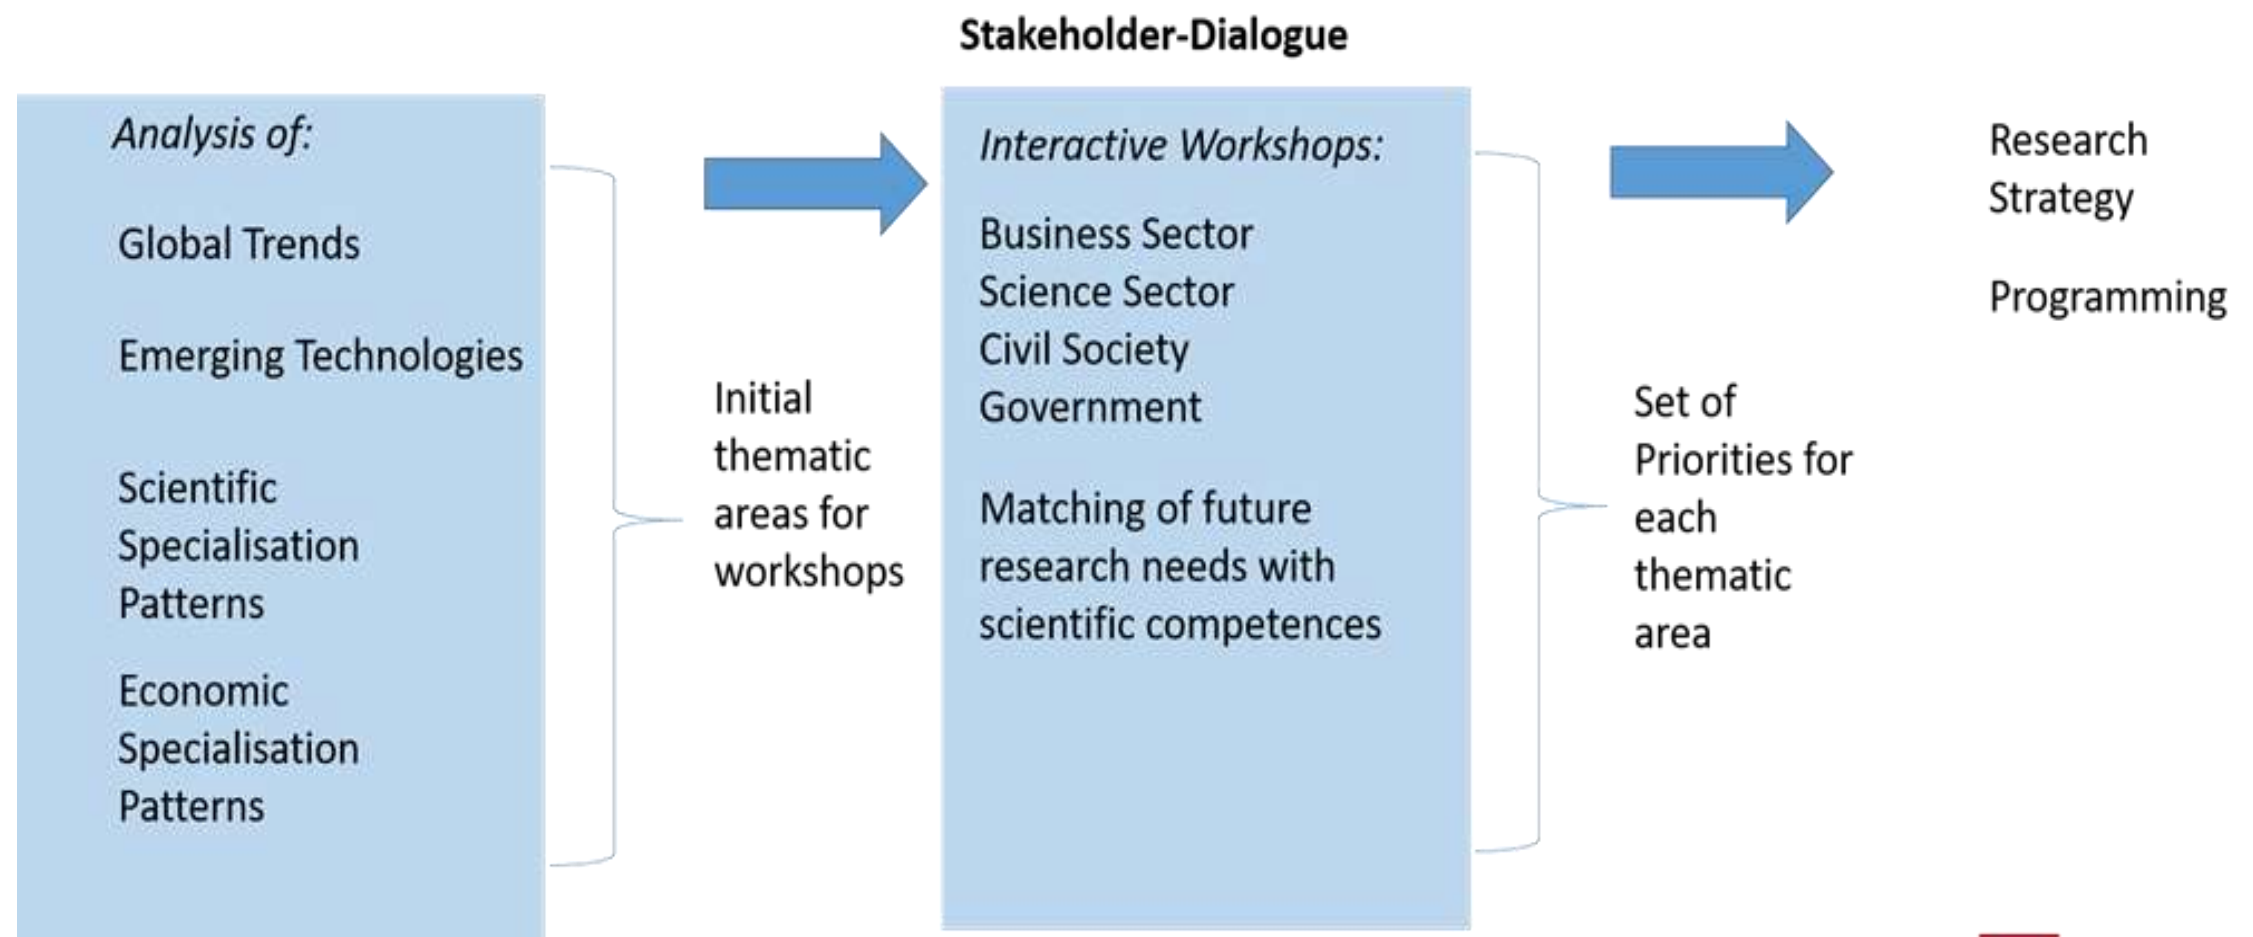 Stakeholder-Dialogue
Analysis of:
Global Trends
Emerging Technologies
Scientific
Specialisation
Patterns
Economic
Specialisation
Patterns
Initial
thematic
areas for
workshops
Interactive Workshops:
Business Sector
Science Sector
Civil Society
Government
Matching of future
research needs with
scientific competences
Set of
Priorities for
each
thematic
area
Research
Strategy
Programming